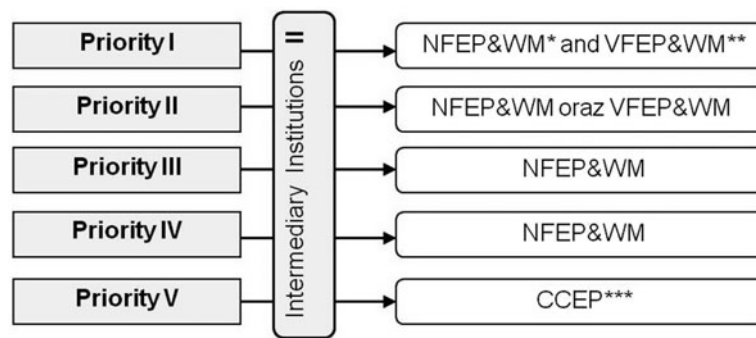 Priority I
NFEP&WM* and VFEP&WM**
Priority II
NFEP&WM oraz VFEP&WM
Priority III
NFEP&WM
Priority IV
NFEP&WM
Priority V
CCEP***
Intermediary Institutions II